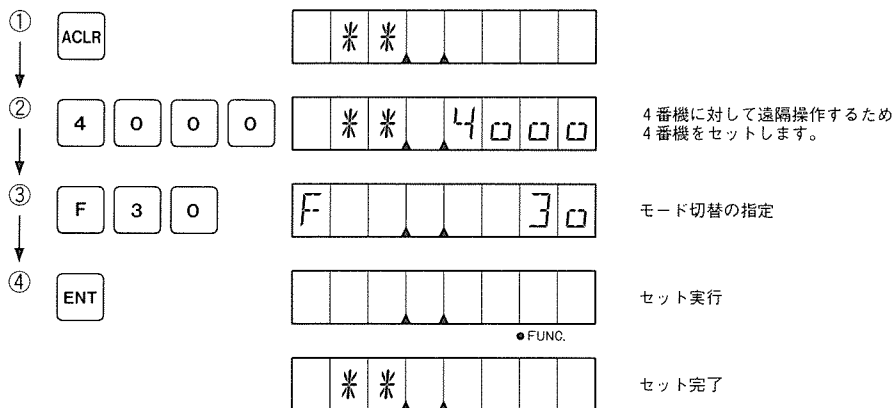 ① ACLR ** 
② 4 0 0 0 ** 4000 4番機に対して遠隔操作するため
4番機をセットします。
③ F 3 0 F 30 モード切替の指定
④ ENT セット実行
●FUNC.
** セット完了